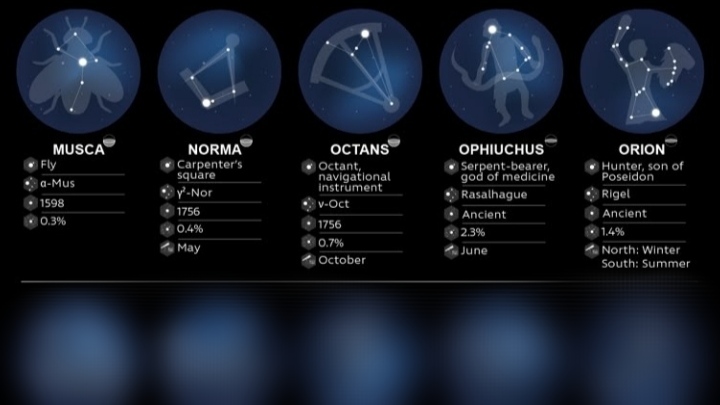 MUSCA
Fly
α-Mus
1598
0.3%
NORMA
Carpenter's
square
γ²-Nor
1756
0.4%
May
OCTANS
Octant,
navigational
instrument
ν-Oct
1756
0.7%
October
OPHIUCHUS
Serpent-bearer,
god of medicine
Rasalhague
Ancient
2.3%
June
ORION
Hunter, son of
Poseidon
Rigel
Ancient
1.4%
North: Winter
South: Summer